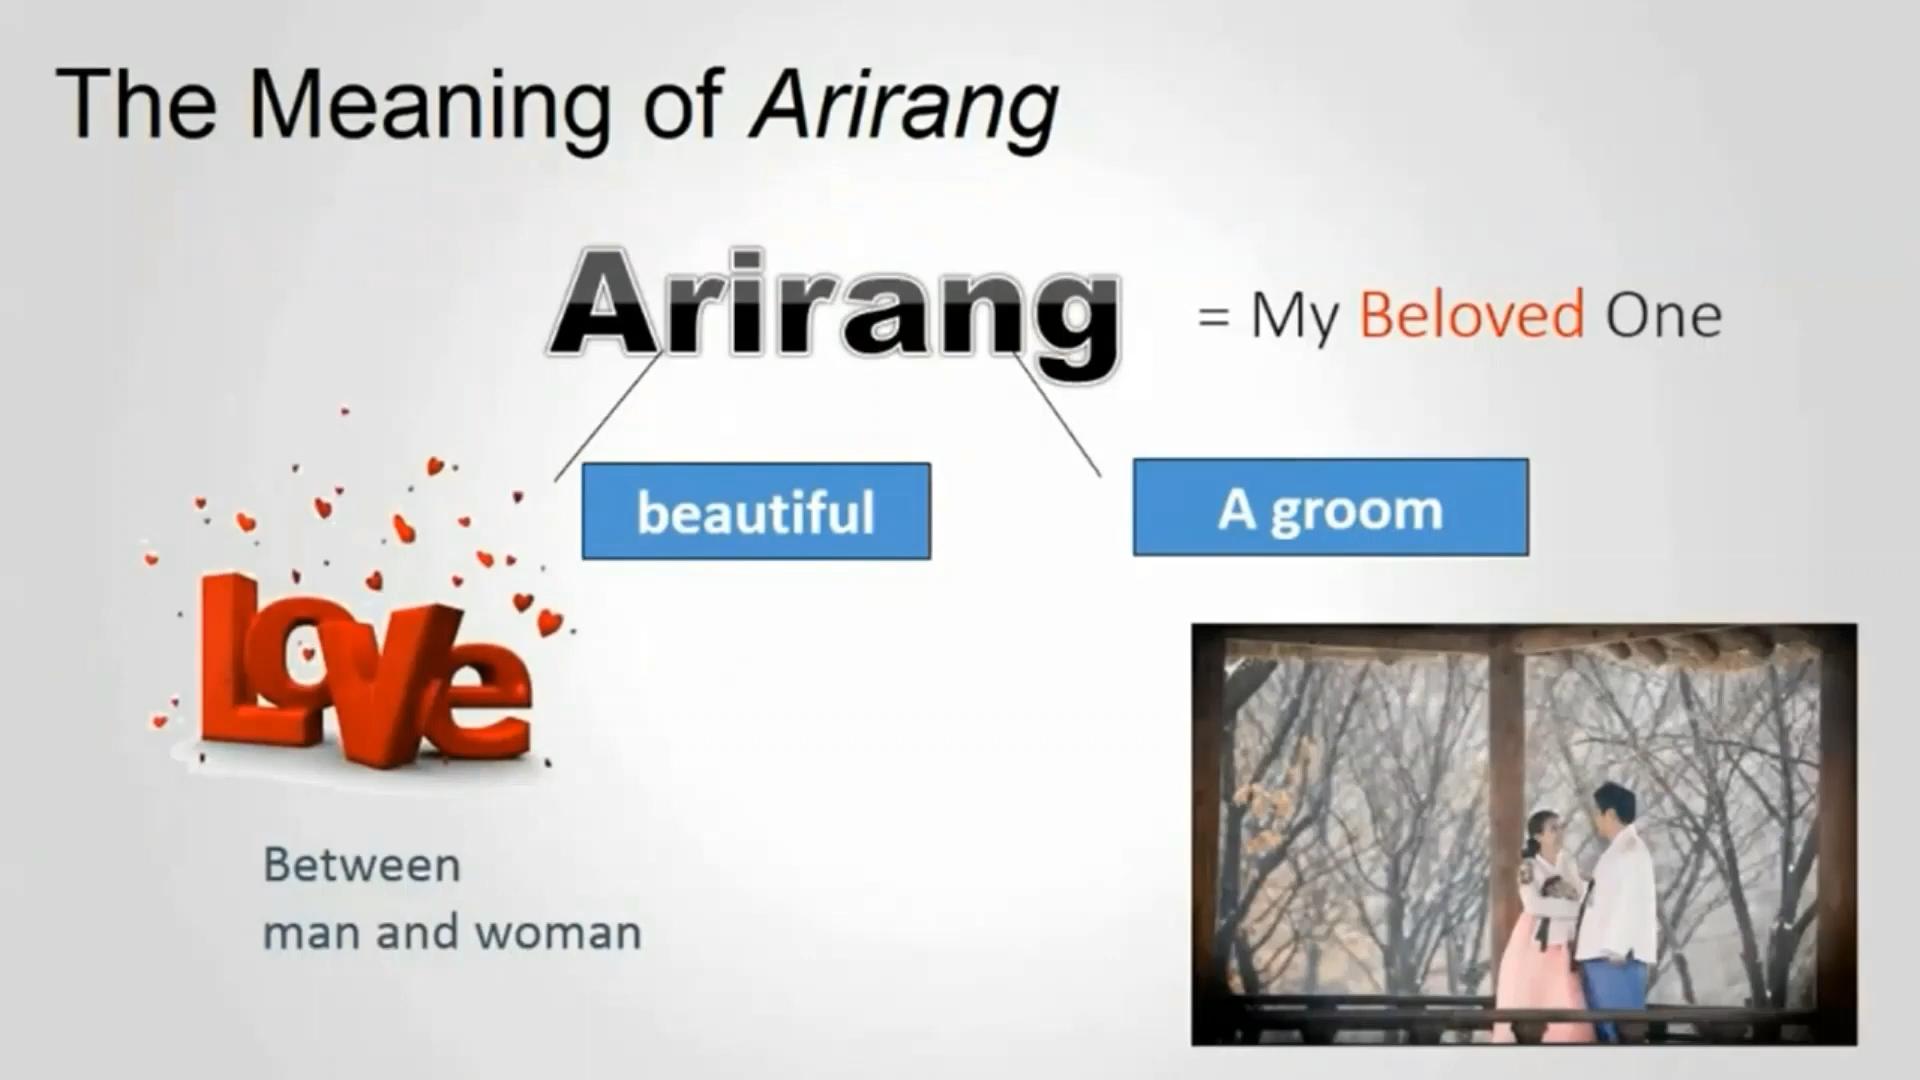 The Meaning of Arirang
Arirang = My Beloved One
beautiful
A groom
Love
Between
man and woman